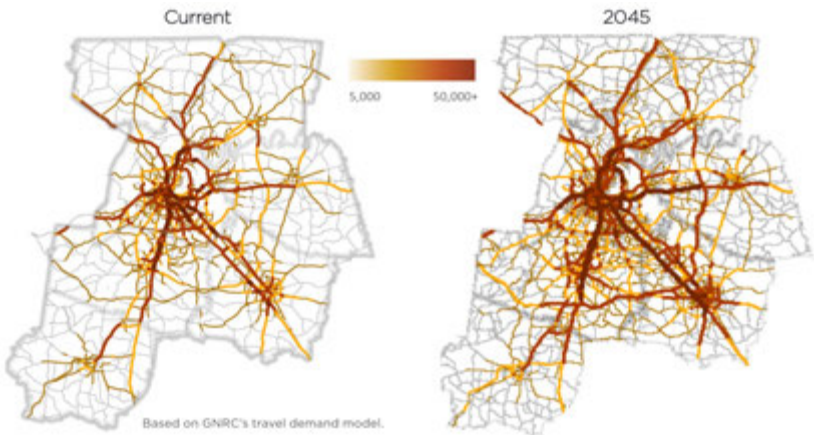 Current
2045
5,000 50,000+
Based on GNRC's travel demand model.